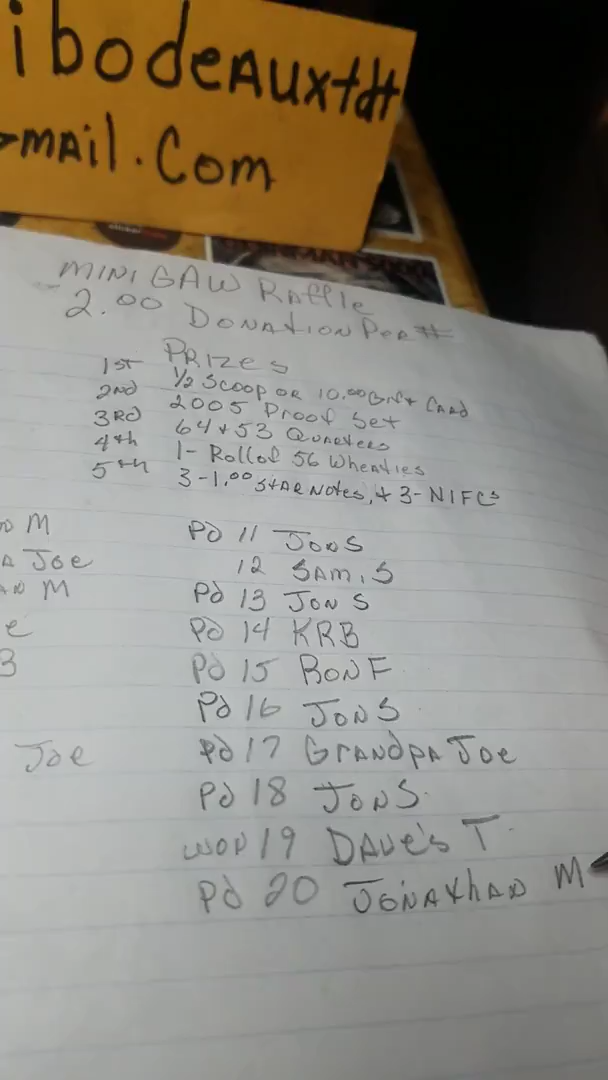 ibodeAuxtdt
mAil.Com
MINI GAW Raffle
2.00 DONAtiON Per #
PRIZes
1st 1/2 Scoop or 10.00 Gift CArd
2ND 2005 Proof Set
3RD 64 + 53 QuArters
4th 1-Roll of 56 Wheaties
5th 3-1.00 StAR Notes, + 3-NIFCs
M
Joe
M
e
B
Joe
Pd 11 JONS
12 SAM.S
Pd 13 JON S
Pd 14 KRB
Pd 15 RON F
Pd 16 JONS
Pd 17 GrANdpA Joe
Pd 18 JONS.
WON 19 DAve's T.
Pd 20 JONAthAN M